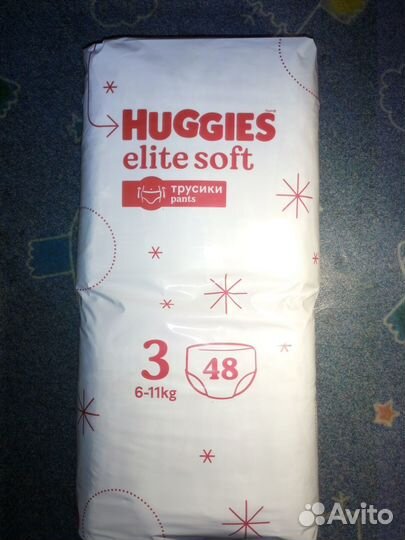 HUGGIES
elite soft
трусики
pants
3
48
6-11kg
Avito